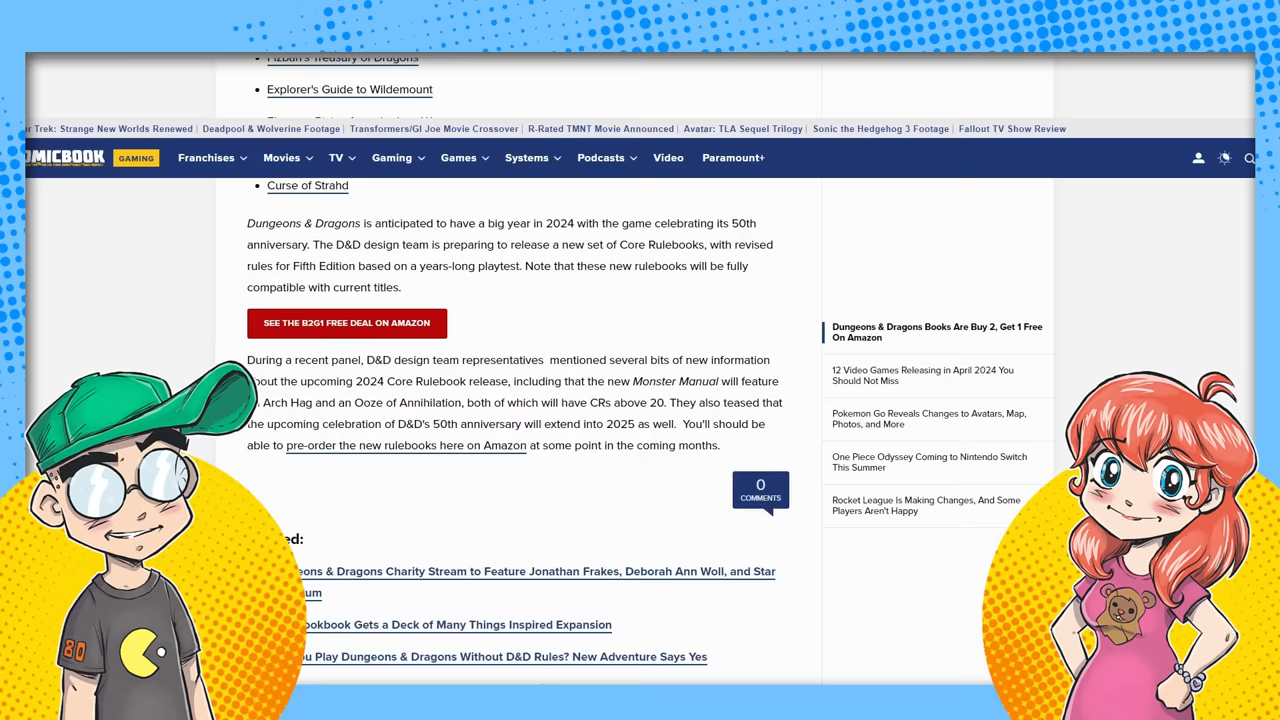 Fizban's Treasury of Dragons
Explorer's Guide to Wildemount
r Trek: Strange New Worlds Renewed | Deadpool & Wolverine Footage | Transformers/GI Joe Movie Crossover | R-Rated TMNT Movie Announced | Avatar: TLA Sequel Trilogy | Sonic the Hedgehog 3 Footage | Fallout TV Show Review
OMICBOOK GAMING Franchises Movies TV Gaming Games Systems Podcasts Video Paramount+
Curse of Strahd
Dungeons & Dragons is anticipated to have a big year in 2024 with the game celebrating its 50th
anniversary. The D&D design team is preparing to release a new set of Core Rulebooks, with revised
rules for Fifth Edition based on a years-long playtest. Note that these new rulebooks will be fully
compatible with current titles.
SEE THE B2G1 FREE DEAL ON AMAZON
During a recent panel, D&D design team representatives mentioned several bits of new information
about the upcoming 2024 Core Rulebook release, including that the new Monster Manual will feature
Arch Hag and an Ooze of Annihilation, both of which will have CRs above 20. They also teased that
the upcoming celebration of D&D's 50th anniversary will extend into 2025 as well. You'll should be
able to pre-order the new rulebooks here on Amazon at some point in the coming months.
0
COMMENTS
ed:
eons & Dragons Charity Stream to Feature Jonathan Frakes, Deborah Ann Woll, and Star
um
okbook Gets a Deck of Many Things Inspired Expansion
ou Play Dungeons & Dragons Without D&D Rules? New Adventure Says Yes
Dungeons & Dragons Books Are Buy 2, Get 1 Free
On Amazon
12 Video Games Releasing in April 2024 You
Should Not Miss
Pokemon Go Reveals Changes to Avatars, Map,
Photos, and More
One Piece Odyssey Coming to Nintendo Switch
This Summer
Rocket League Is Making Changes, And Some
Players Aren't Happy
80